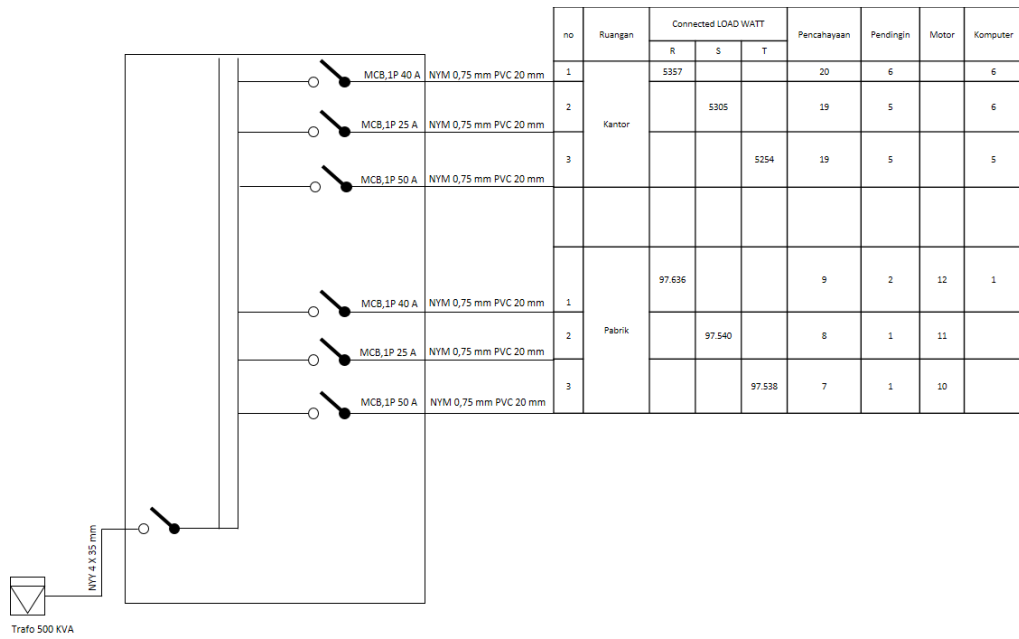 no Ruangan Connected LOAD WATT Pencahayaan Pendingin Motor Komputer
R S T
MCB,1P 40 A NYM 0,75 mm PVC 20 mm 1 5357 20 6 6
MCB,1P 25 A NYM 0,75 mm PVC 20 mm 2 Kantor 5305 19 5 6
MCB,1P 50 A NYM 0,75 mm PVC 20 mm 3 5254 19 5 5
MCB,1P 40 A NYM 0,75 mm PVC 20 mm 1 97.636 9 2 12 1
MCB,1P 25 A NYM 0,75 mm PVC 20 mm 2 Pabrik 97.540 8 1 11
MCB,1P 50 A NYM 0,75 mm PVC 20 mm 3 97.538 7 1 10
NYY 4 X 35 mm
Trafo 500 KVA